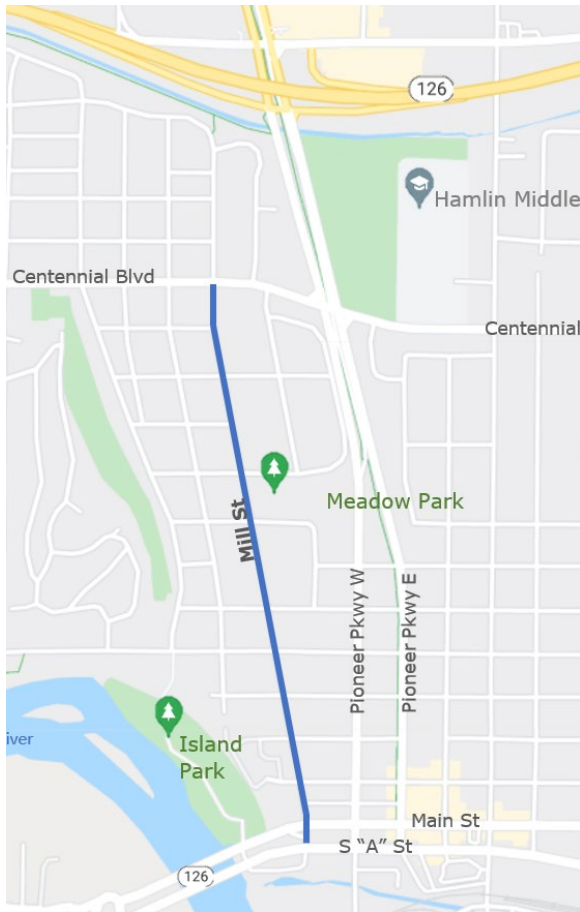 126
Hamlin Middle
Centennial Blvd
Centennial
Mill St
Meadow Park
Pioneer Pkwy W
Pioneer Pkwy E
iver
Island
Park
Main St
S “A” St
126